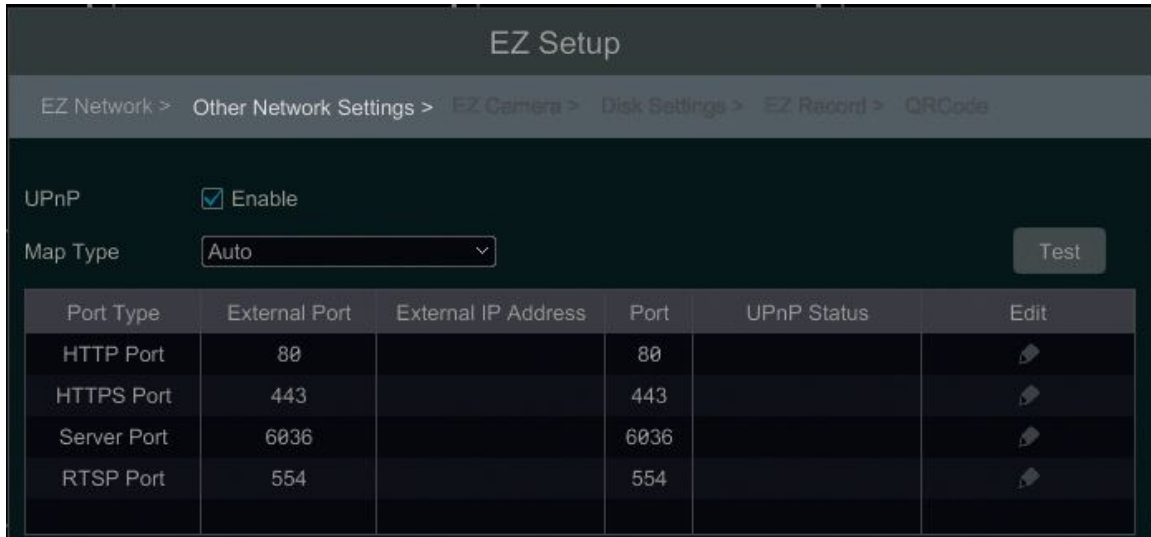 EZ Setup
EZ Network > Other Network Settings > EZ Camera > Disk Settings > EZ Record > QRCode
UPnP Enable
Map Type Auto Test
Port Type External Port External IP Address Port UPnP Status Edit
HTTP Port 80 80
HTTPS Port 443 443
Server Port 6036 6036
RTSP Port 554 554